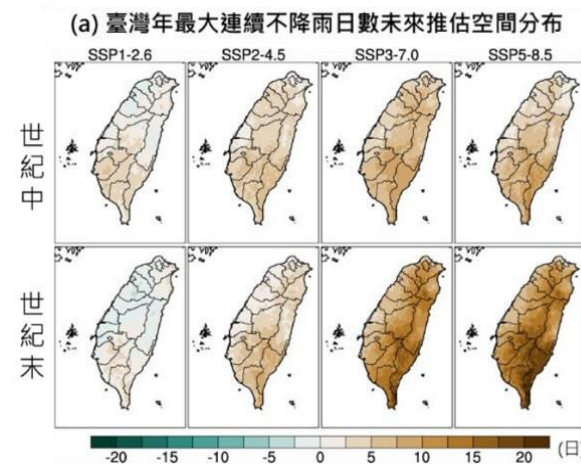 (a) 臺灣年最大連續不降雨日數未來推估空間分布
SSP1-2.6 SSP2-4.5 SSP3-7.0 SSP5-8.5
世紀中
世紀末
-20 -15 -10 -5 0 5 10 15 20 (日